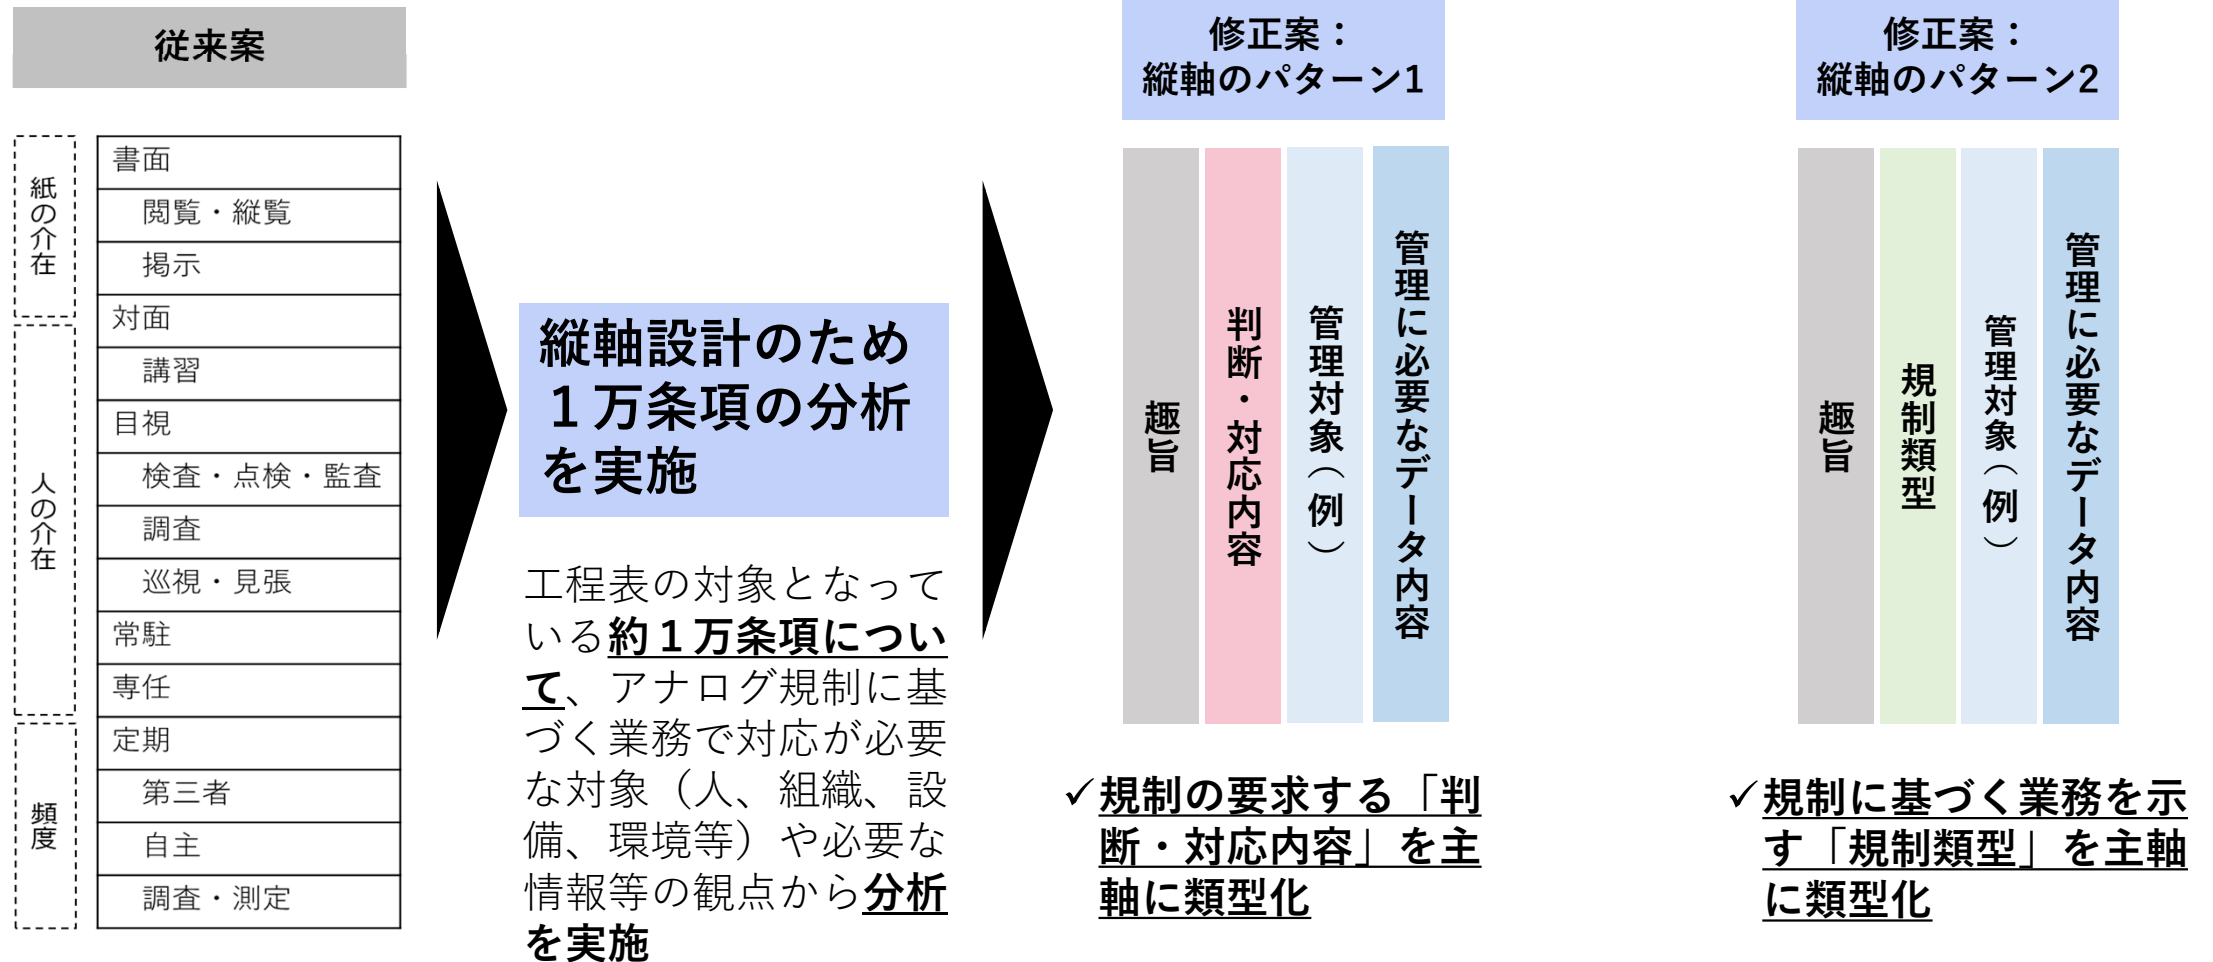 従来案
紙の介在
人の介在
頻度
書面
閲覧・縦覧
掲示
対面
講習
目視
検査・点検・監査
調査
巡視・見張
常駐
専任
定期
第三者
自主
調査・測定
縦軸設計のため
１万条項の分析
を実施
工程表の対象となって
いる約１万条項につい
て、アナログ規制に基
づく業務で対応が必要
な対象（人、組織、設
備、環境等）や必要な
情報等の観点から分析
を実施
修正案：
縦軸のパターン1
趣旨
判断・対応内容
管理対象（例）
管理に必要なデータ内容
✓規制の要求する「判
断・対応内容」を主
軸に類型化
修正案：
縦軸のパターン2
趣旨
規制類型
管理対象（例）
管理に必要なデータ内容
✓規制に基づく業務を示
す「規制類型」を主軸
に類型化